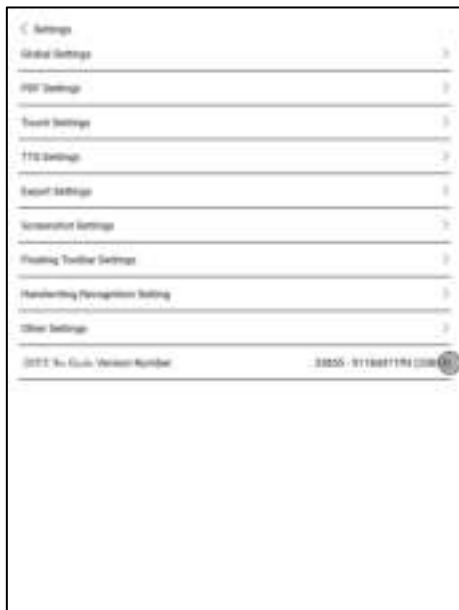 Settings
Global Settings
PDF Settings
Touch Settings
TTS Settings
Export Settings
Screenshot Settings
Floating Toolbar Settings
Handwriting Recognition Setting
Other Settings
Version Number